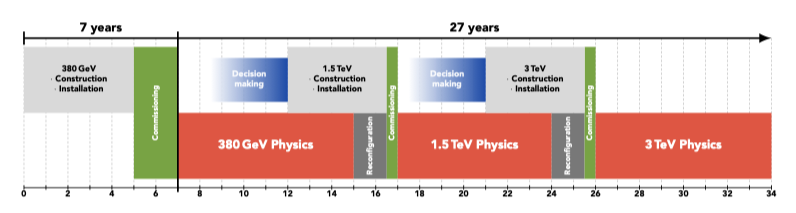 7 years
27 years
380 GeV
· Construction
· Installation
Commissioning
Decision
making
1.5 TeV
· Construction
· Installation
Commissioning
Decision
making
3 TeV
· Construction
· Installation
Commissioning
380 GeV Physics
Reconfiguration
1.5 TeV Physics
Reconfiguration
3 TeV Physics
0 2 4 6 8 10 12 14 16 18 20 22 24 26 28 30 32 34